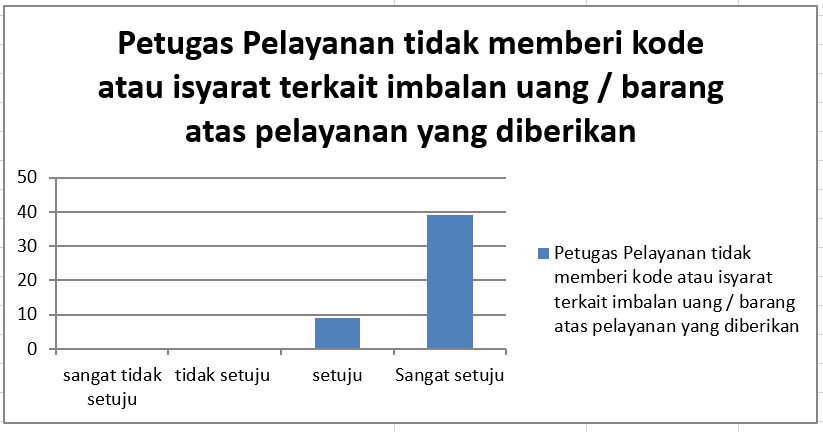 Petugas Pelayanan tidak memberi kode
atau isyarat terkait imbalan uang / barang
atas pelayanan yang diberikan
50
40
30
20
10
0
sangat tidak
setuju
tidak setuju
setuju
Sangat setuju
Petugas Pelayanan tidak
memberi kode atau isyarat
terkait imbalan uang / barang
atas pelayanan yang diberikan